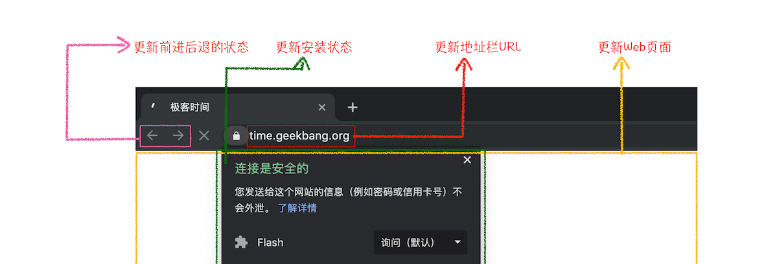 更新前进后退的状态
更新安装状态
更新地址栏URL
更新Web页面
极客时间
time.geekbang.org
连接是安全的
您发送给这个网站的信息（例如密码或信用卡号）不
会外泄。 了解详情
Flash
询问（默认）